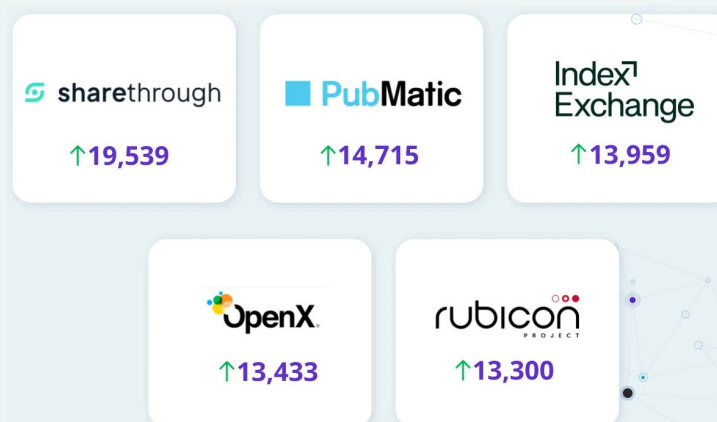 sharethrough
PubMatic
Index
Exchange
↑19,539
↑14,715
↑13,959
OpenX
rubicon
PROJECT
↑13,433
↑13,300